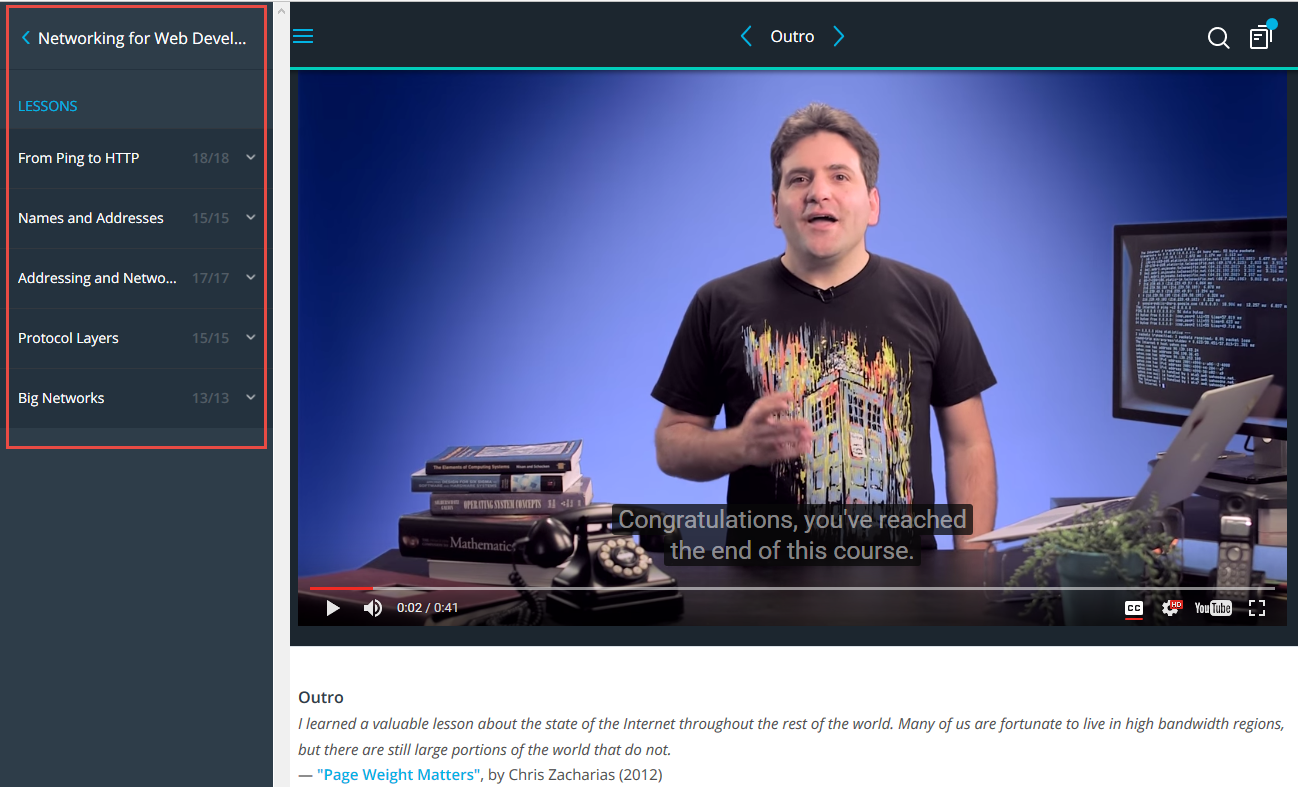 Networking for Web Devel...
LESSONS
From Ping to HTTP 18/18
Names and Addresses 15/15
Addressing and Netwo... 17/17
Protocol Layers 15/15
Big Networks 13/13
Outro
The Elements of Computing Systems
OPERATING SYSTEM CONCEPTS
Mathematics
Congratulations, you've reached
the end of this course.
0:02 / 0:41
CC
HD
YouTube
Outro
I learned a valuable lesson about the state of the Internet throughout the rest of the world. Many of us are fortunate to live in high bandwidth regions,
but there are still large portions of the world that do not.
— "Page Weight Matters", by Chris Zacharias (2012)